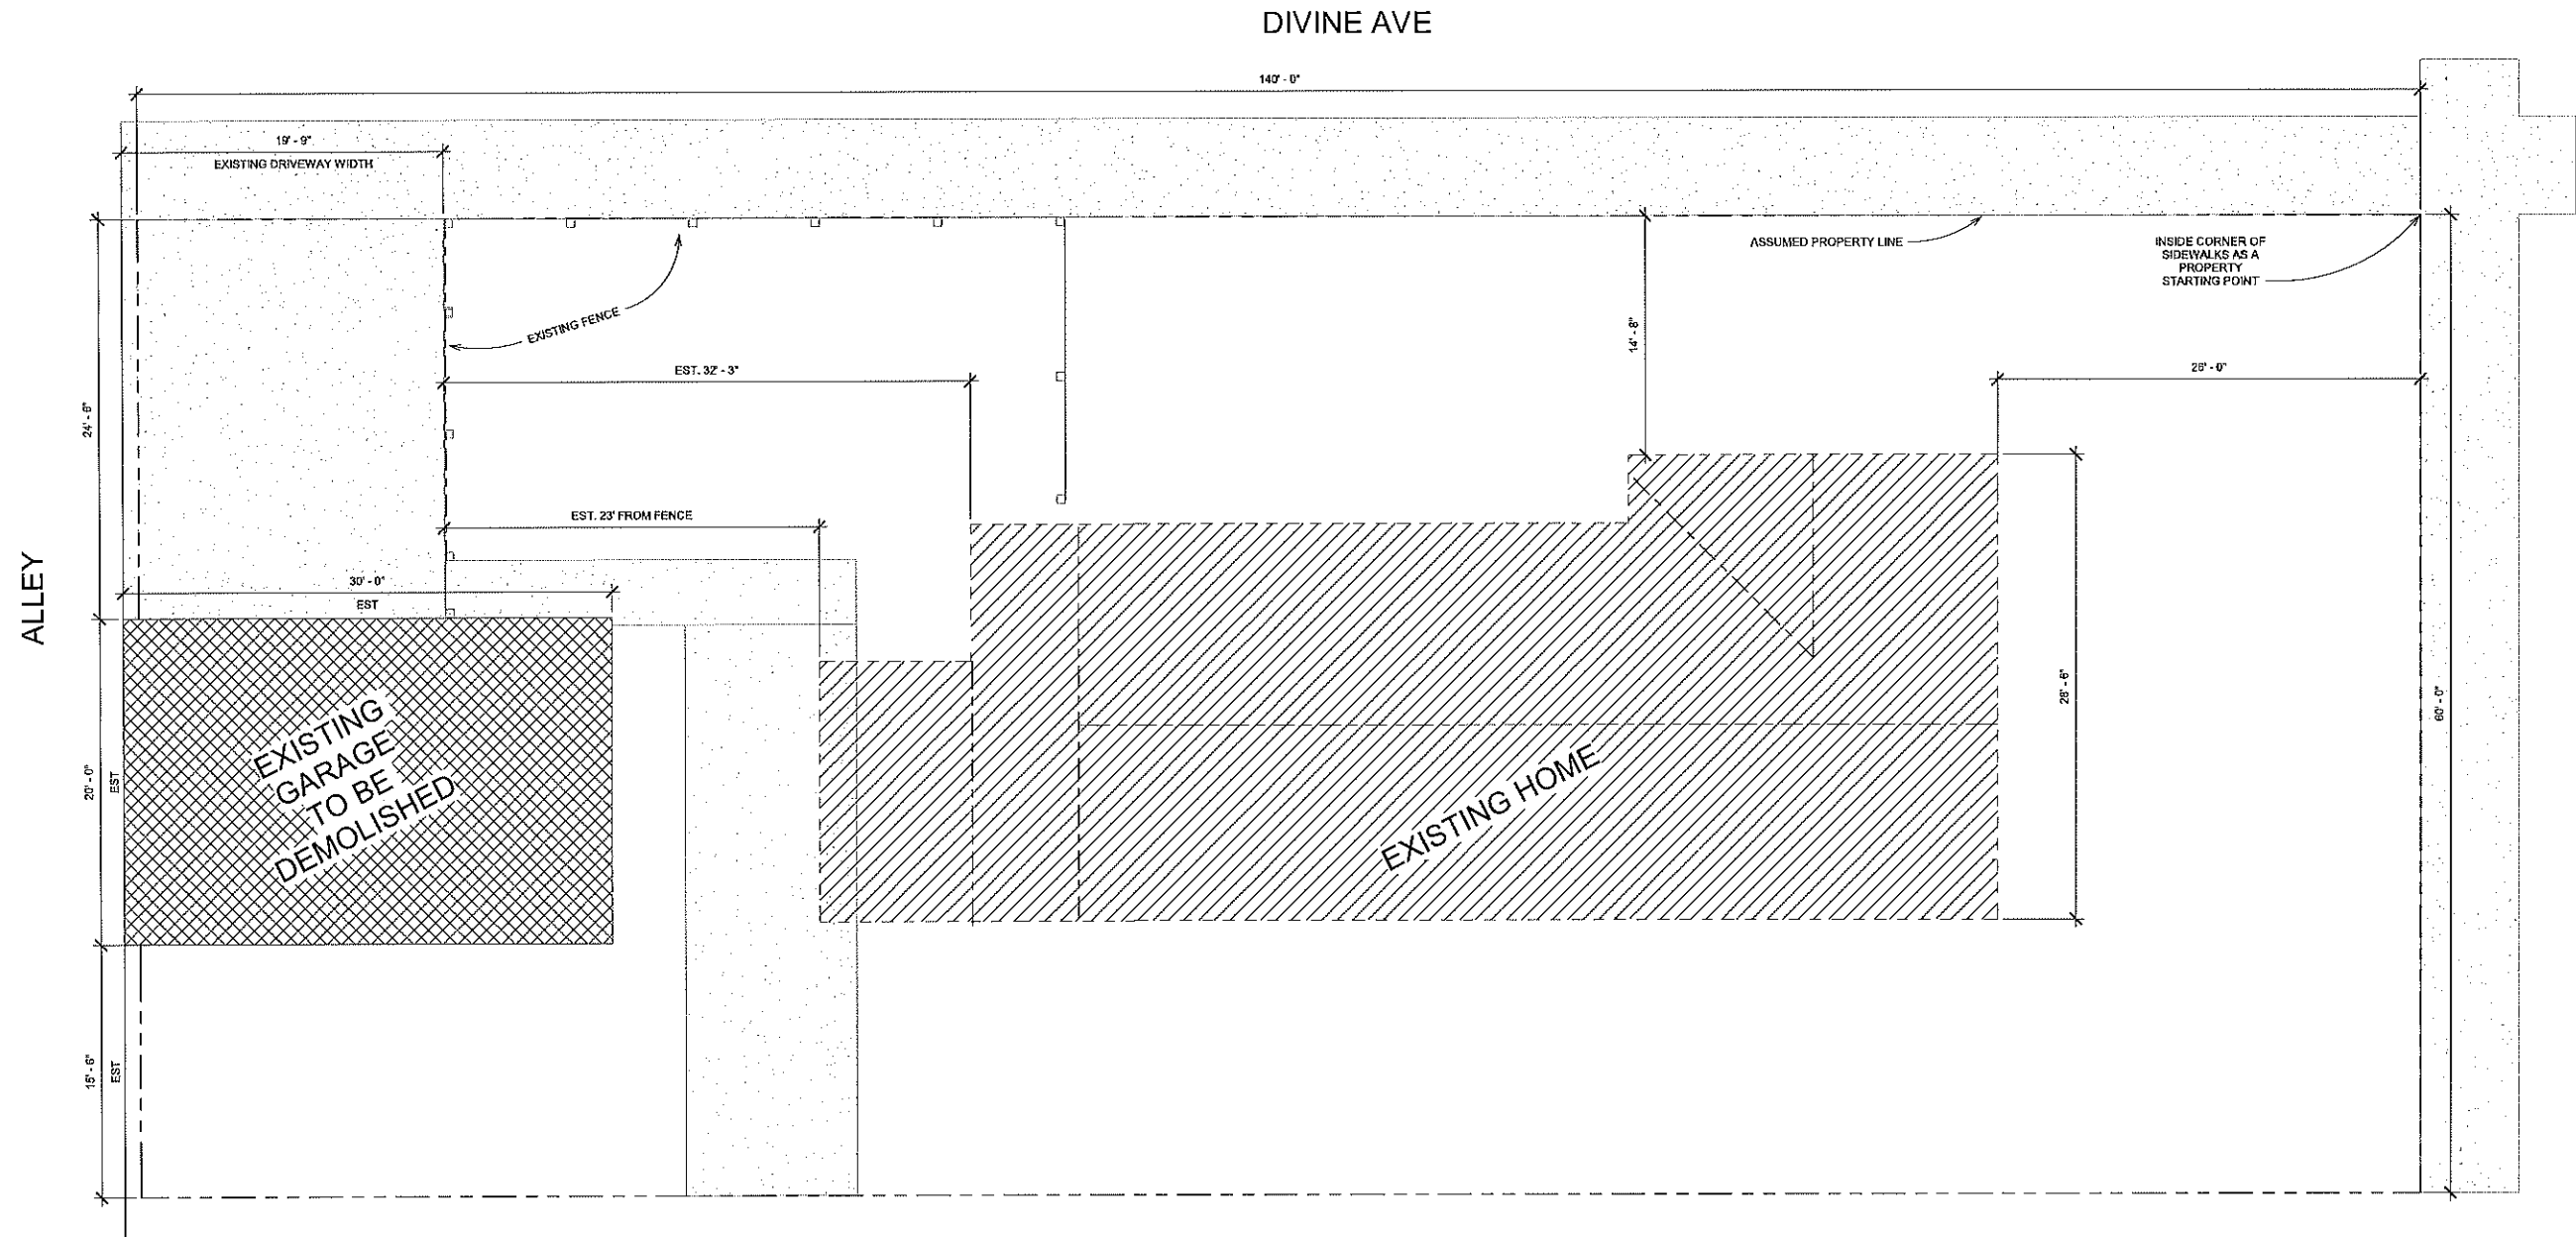 DIVINE AVE
140' - 0"
19' - 9"
EXISTING DRIVEWAY WIDTH
ASSUMED PROPERTY LINE
INSIDE CORNER OF
SIDEWALKS AS A
PROPERTY
STARTING POINT
EXISTING FENCE
14' - 8"
EST. 32' - 3"
26' - 0"
24' - 6"
EST. 23' FROM FENCE
ALLEY
30' - 0"
EST
28' - 6"
60' - 0"
EXISTING
GARAGE
TO BE
DEMOLISHED
20' - 0"
EST
EXISTING HOME
15' - 6"
EST